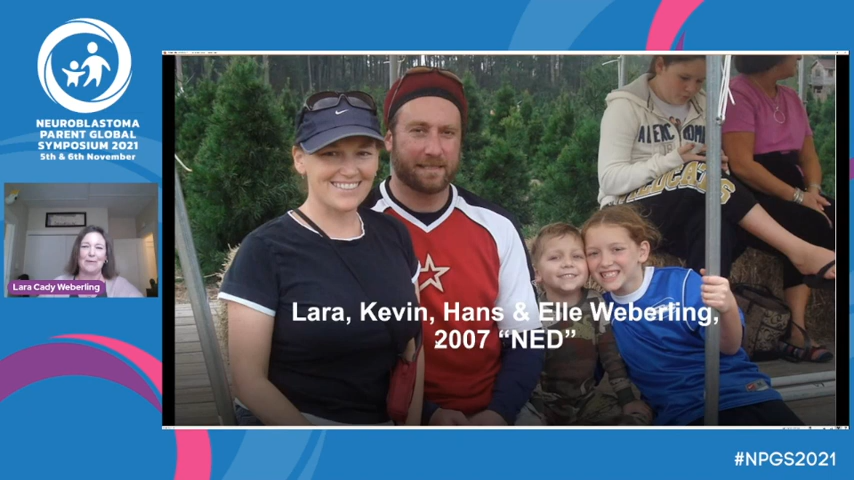 NEUROBLASTOMA
PARENT GLOBAL
SYMPOSIUM 2021
5th & 6th November
Lara Cady Weberling
Lara, Kevin, Hans & Elle Weberling,
2007 “NED”
WILDCATS
#NPGS2021